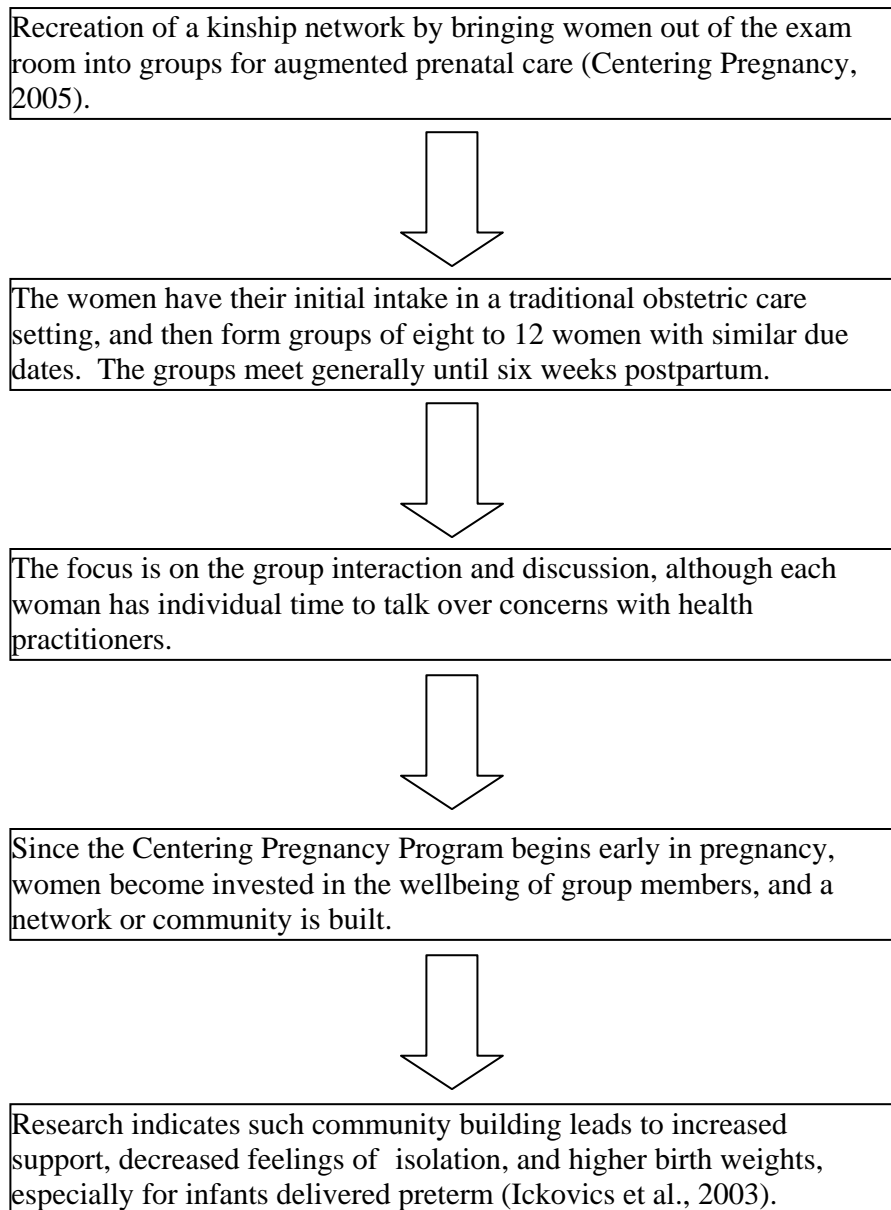 Recreation of a kinship network by bringing women out of the exam
room into groups for augmented prenatal care (Centering Pregnancy,
2005).
The women have their initial intake in a traditional obstetric care
setting, and then form groups of eight to 12 women with similar due
dates.  The groups meet generally until six weeks postpartum.
The focus is on the group interaction and discussion, although each
woman has individual time to talk over concerns with health
practitioners.
Since the Centering Pregnancy Program begins early in pregnancy,
women become invested in the wellbeing of group members, and a
network or community is built.
Research indicates such community building leads to increased
support, decreased feelings of  isolation, and higher birth weights,
especially for infants delivered preterm (Ickovics et al., 2003).